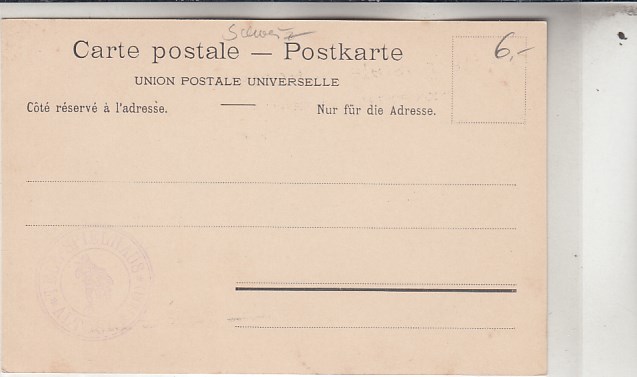 Schweiz
Carte postale — Postkarte
6,-
UNION POSTALE UNIVERSELLE
Côté réservé à l'adresse.
Nur für die Adresse.